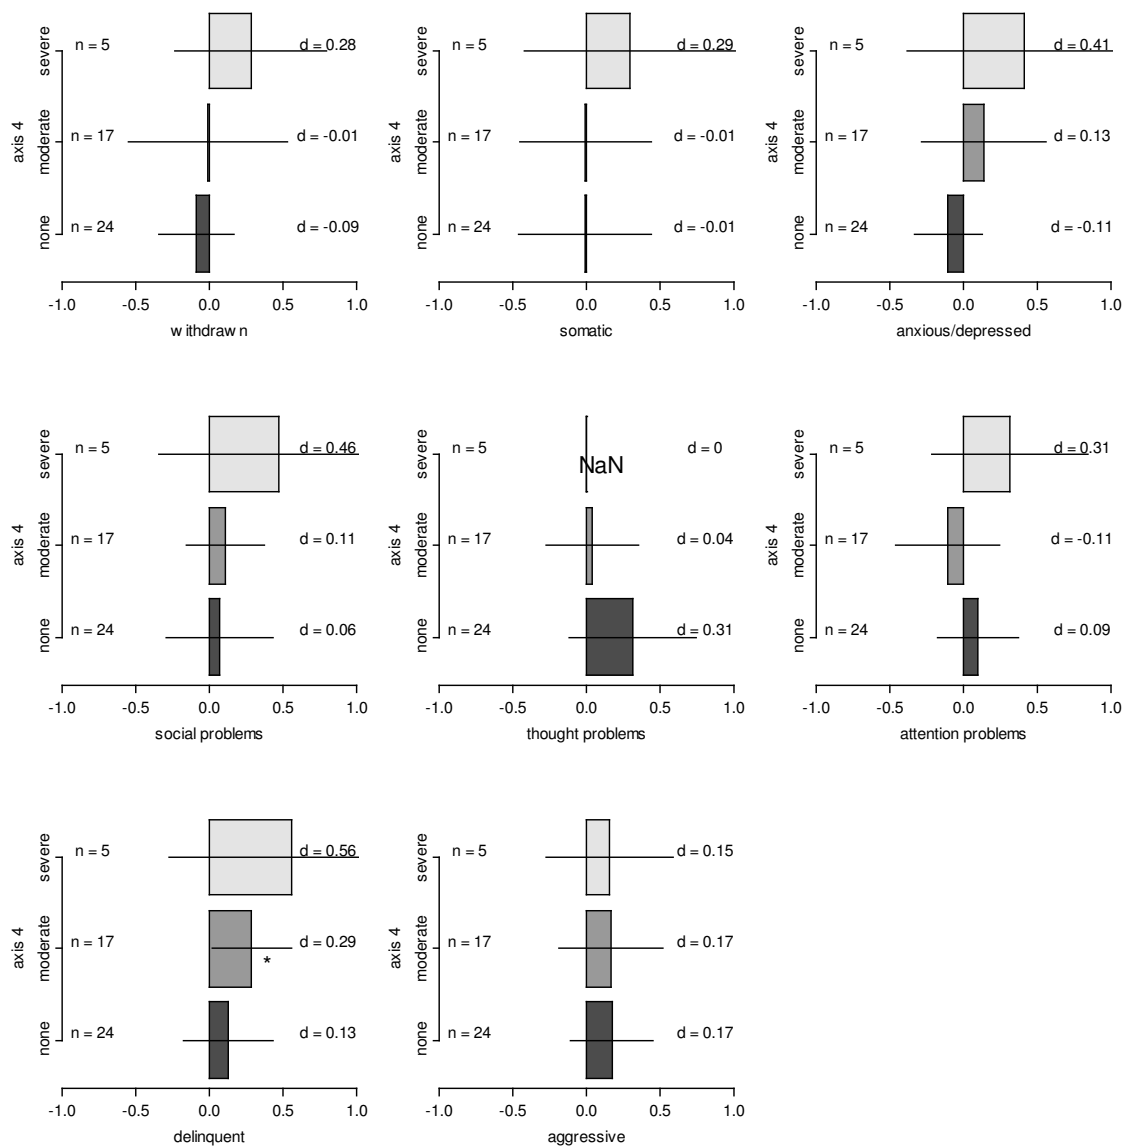 severe
n = 5
d = 0.28
axis 4
moderate
n = 17
d = -0.01
none
n = 24
d = -0.09
-1.0 -0.5 0.0 0.5 1.0
withdrawn
severe
n = 5
d = 0.29
axis 4
moderate
n = 17
d = -0.01
none
n = 24
d = -0.01
-1.0 -0.5 0.0 0.5 1.0
somatic
severe
n = 5
d = 0.41
axis 4
moderate
n = 17
d = 0.13
none
n = 24
d = -0.11
-1.0 -0.5 0.0 0.5 1.0
anxious/depressed
severe
n = 5
d = 0.46
axis 4
moderate
n = 17
d = 0.11
none
n = 24
d = 0.06
-1.0 -0.5 0.0 0.5 1.0
social problems
severe
n = 5
d = 0
NaN
axis 4
moderate
n = 17
d = 0.04
none
n = 24
d = 0.31
-1.0 -0.5 0.0 0.5 1.0
thought problems
severe
n = 5
d = 0.31
axis 4
moderate
n = 17
d = -0.11
none
n = 24
d = 0.09
-1.0 -0.5 0.0 0.5 1.0
attention problems
severe
n = 5
d = 0.56
axis 4
moderate
n = 17
d = 0.29
*
none
n = 24
d = 0.13
-1.0 -0.5 0.0 0.5 1.0
delinquent
severe
n = 5
d = 0.15
axis 4
moderate
n = 17
d = 0.17
none
n = 24
d = 0.17
-1.0 -0.5 0.0 0.5 1.0
aggressive